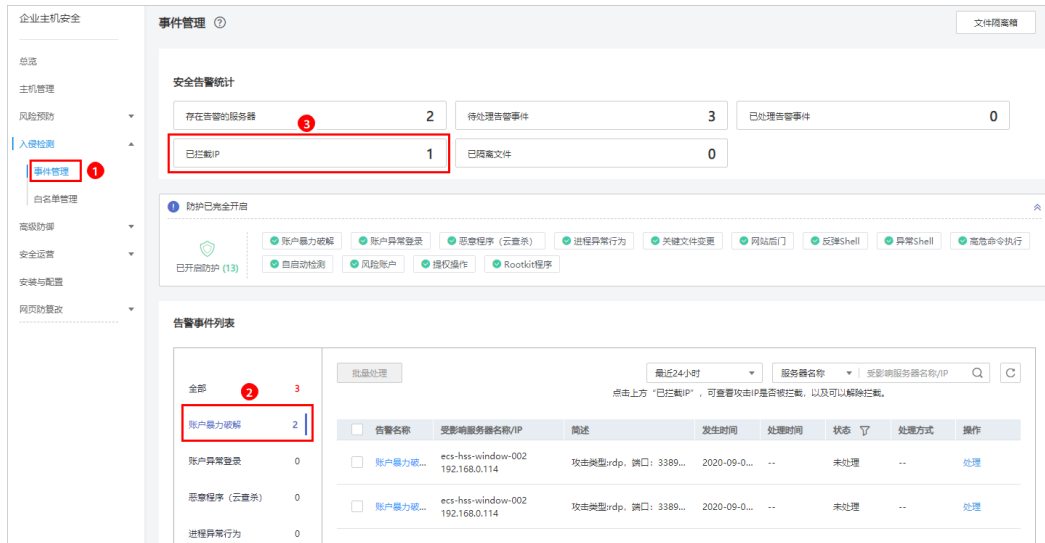 企业主机安全
事件管理 ?
文件隔离箱
总览
主机管理
风险预防
入侵检测
事件管理 1
白名单管理
高级防御
安全运营
安装与配置
网页防篡改
安全告警统计
存在告警的服务器 2
待处理告警事件 3
已处理告警事件 0
3
已拦截IP 1
已隔离文件 0
防护已完全开启
已开启防护 (13)
账户暴力破解 账户异常登录 恶意程序（云查杀） 进程异常行为 关键文件变更 网站后门 反弹Shell 异常Shell 高危命令执行
自启动检测 风险账户 提权操作 Rootkit程序
告警事件列表
全部 3
2
账户暴力破解 2
账户异常登录 0
恶意程序（云查杀） 0
进程异常行为 0
批量处理
最近24小时
服务器名称
受影响服务器名称/IP
点击上方“已拦截IP”，可查看攻击IP是否被拦截，以及可以解除拦截。
告警名称 受影响服务器名称/IP 简述 发生时间 处理时间 状态 处理方式 操作
账户暴力破... ecs-hss-window-002 攻击类型:rdp，端口：3389... 2020-09-0... -- 未处理 -- 处理
192.168.0.114
账户暴力破... ecs-hss-window-002 攻击类型:rdp，端口：3389... 2020-09-0... -- 未处理 -- 处理
192.168.0.114